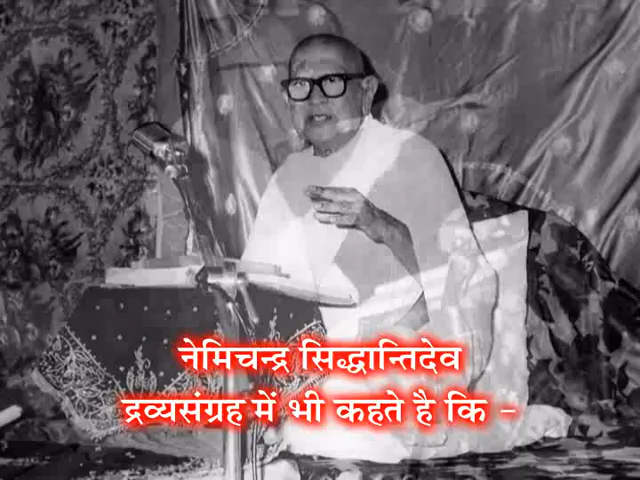 नेमिचन्द्र सिद्धान्तिदेव
द्रव्यसंग्रह में भी कहते है कि -